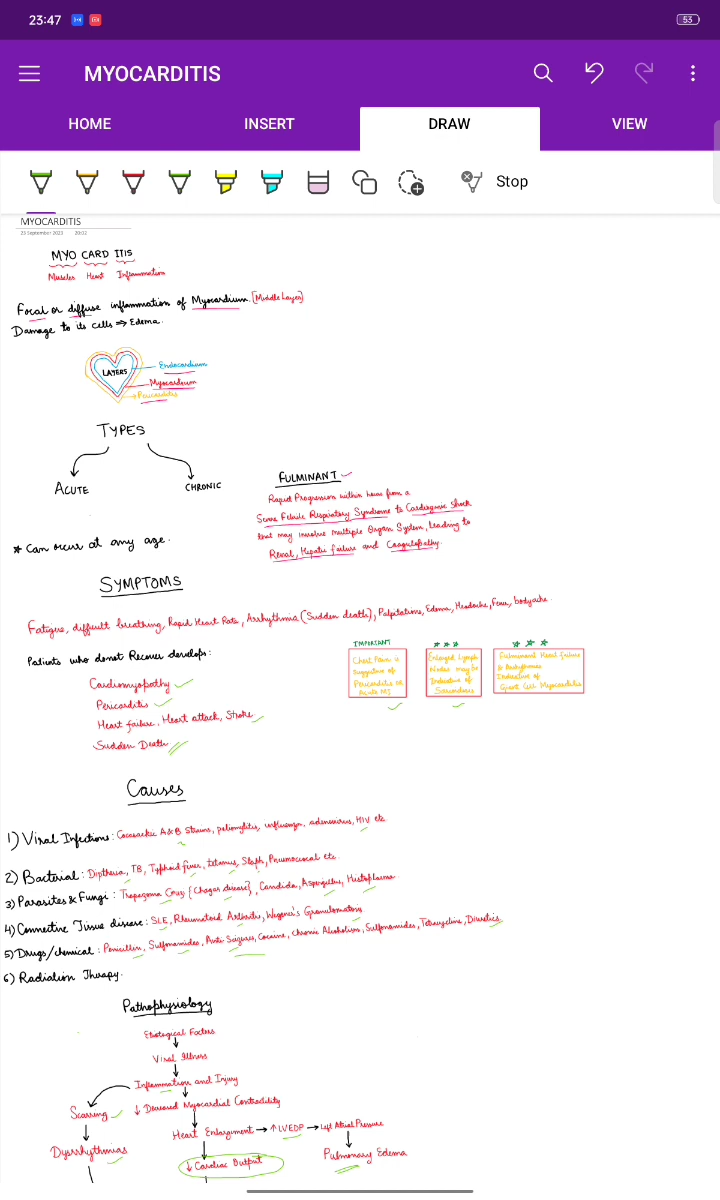 23:47
53
MYOCARDITIS
HOME INSERT DRAW VIEW
Stop
MYOCARDITIS
23 September 2023 20:02
MYO CARD ITIS
Muscles Heart Inflammation
Focal or diffuse inflammation of Myocardium. [Middle Layer]
Damage to its cells ⇒ Edema.
LAYERS
Endocardium
Myocardium
Pericarditis
TYPES
ACUTE
CHRONIC
FULMINANT
Rapid Progression within hours from a
Severe Febrile Respiratory Syndrome to Cardiogenic Shock
that may involve multiple Organ System, leading to
Renal, Hepatic failure and Coagulopathy.
* Can occur at any age.
SYMPTOMS
Fatigue, difficult breathing, Rapid Heart Rate, Arrhythmia (Sudden death), Palpitations, Edema, Headache, Fever, bodyache.
Patients who donot Recover develops:
Cardiomyopathy
Pericarditis
Heart failure, Heart attack, Stroke
Sudden Death
IMPORTANT
Chest Pain is
Suggestive of
Pericarditis or
Acute MI
★★★
Enlarged Lymph
Nodes may be
Indicative of
Sarcoidosis
★ ★ ★
Fulminant Heart failure
& Arrhythmias
Indicative of
Giant Cell Myocarditis
Causes
1) Viral Infections: Coxsackie A&B Strains, poliomylitis, influenza, adenovirus, HIV etc
2) Bacterial: Diptheria, TB, Typhoid fever, tetanus, Staph, Pneumococcal etc.
3) Parasites & Fungi: Cruzi (Chagas disease), Candida, Aspergillus, Histoplasma
4) Connective Tissue disease: SLE, Rheumatoid Arthritis, Wegener's Granulomatosis
5) Drugs/chemical: Penicillin, Sulfonamides, Anti Seizures, Cocaine, Chronic Alcoholism, Sulfonamides, Tetracycline, Diuretics
6) Radiation Therapy.
Pathophysiology
Etiological Factors
Viral Illness
Inflammation and Injury
Scarring
↓ Decreased Myocardial Contractility
Heart Enlargement → ↑ LVEDP → Left Atrial Pressure
Dysrhythmias
↓ Cardiac Output
Pulmonary Edema